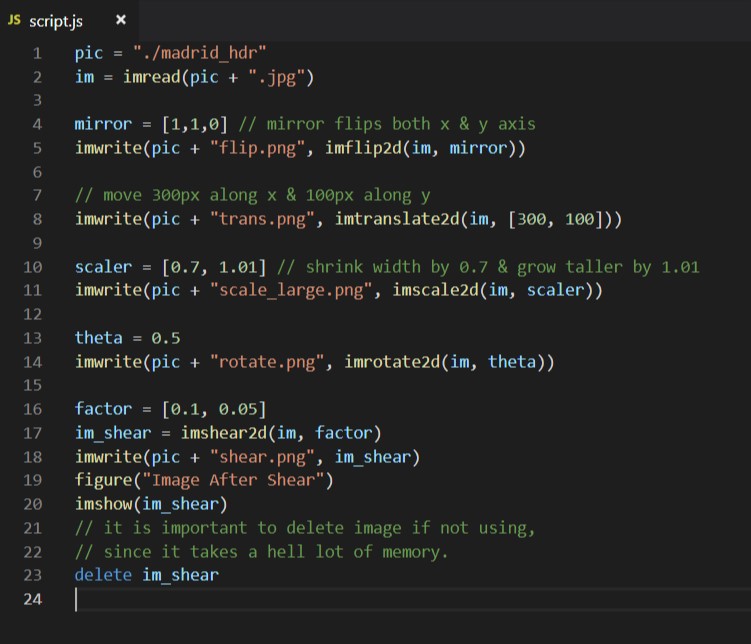 JS script.js ×
1 pic = "./madrid_hdr"
2 im = imread(pic + ".jpg")
3
4 mirror = [1,1,0] // mirror flips both x & y axis
5 imwrite(pic + "flip.png", imflip2d(im, mirror))
6
7 // move 300px along x & 100px along y
8 imwrite(pic + "trans.png", imtranslate2d(im, [300, 100]))
9
10 scaler = [0.7, 1.01] // shrink width by 0.7 & grow taller by 1.01
11 imwrite(pic + "scale_large.png", imscale2d(im, scaler))
12
13 theta = 0.5
14 imwrite(pic + "rotate.png", imrotate2d(im, theta))
15
16 factor = [0.1, 0.05]
17 im_shear = imshear2d(im, factor)
18 imwrite(pic + "shear.png", im_shear)
19 figure("Image After Shear")
20 imshow(im_shear)
21 // it is important to delete image if not using,
22 // since it takes a hell lot of memory.
23 delete im_shear
24